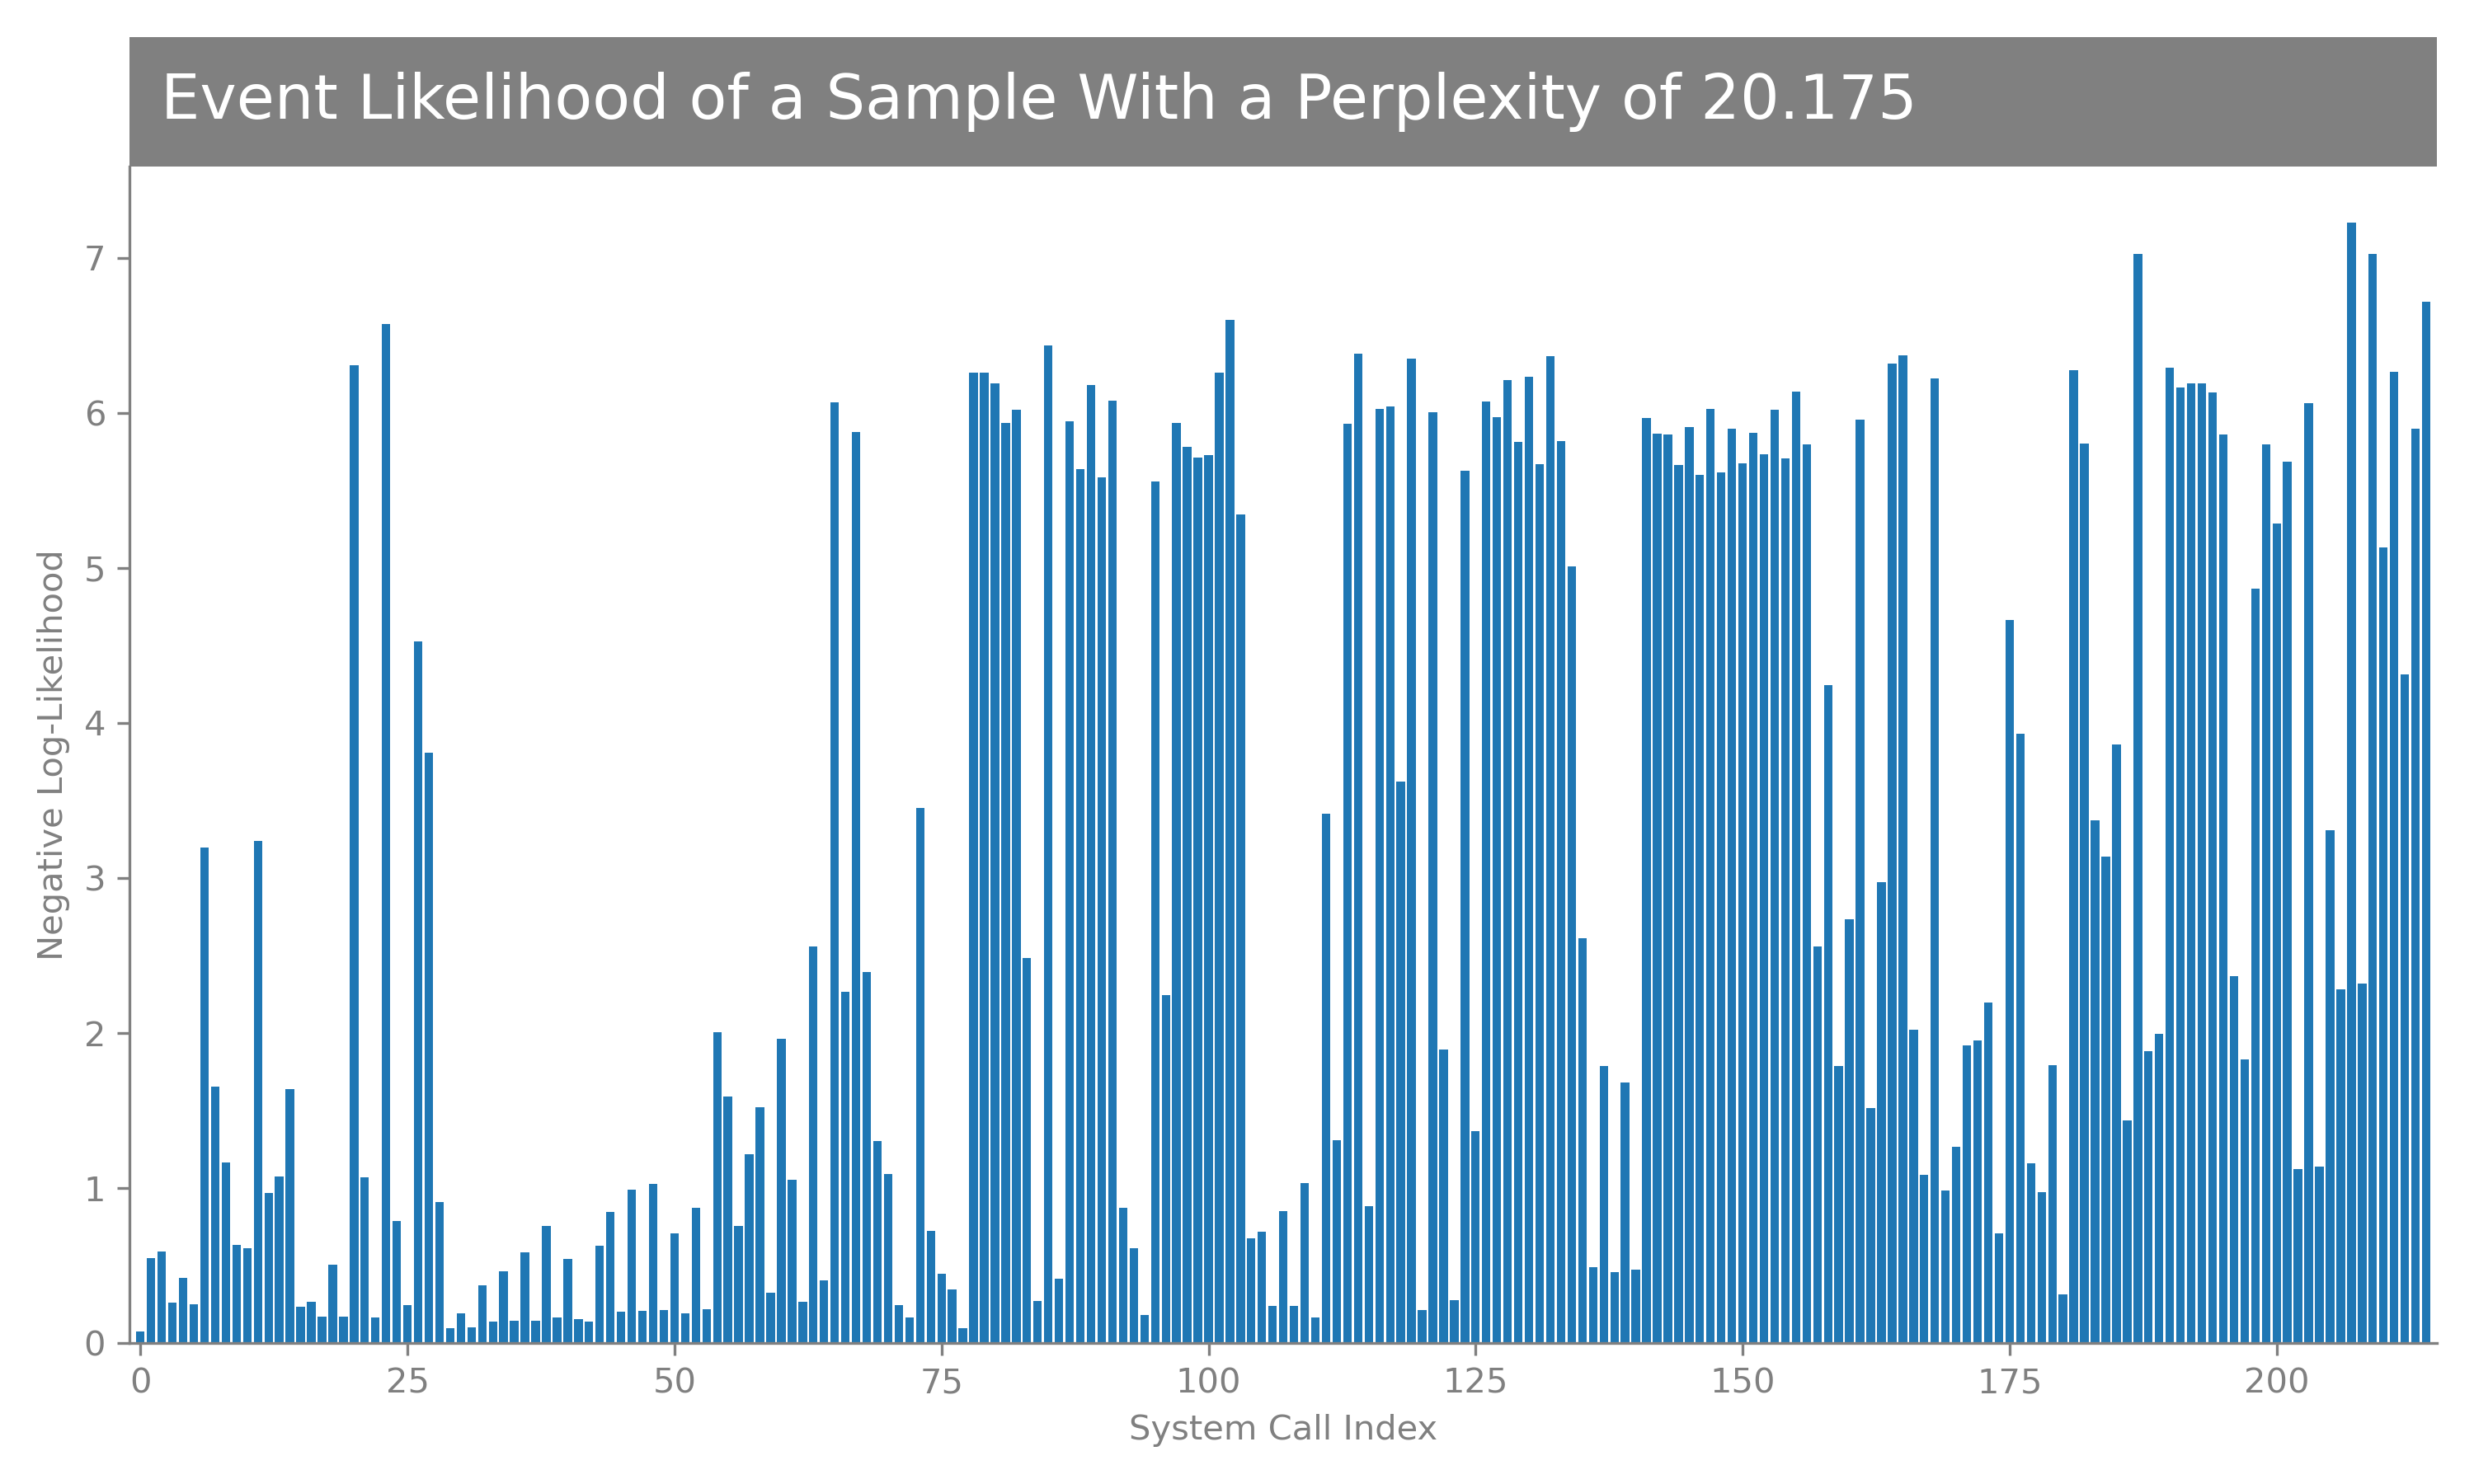 Event Likelihood of a Sample With a Perplexity of 20.175
7
6
5
4
3
2
1
0
Negative Log-Likelihood
0 25 50 75 100 125 150 175 200
System Call Index